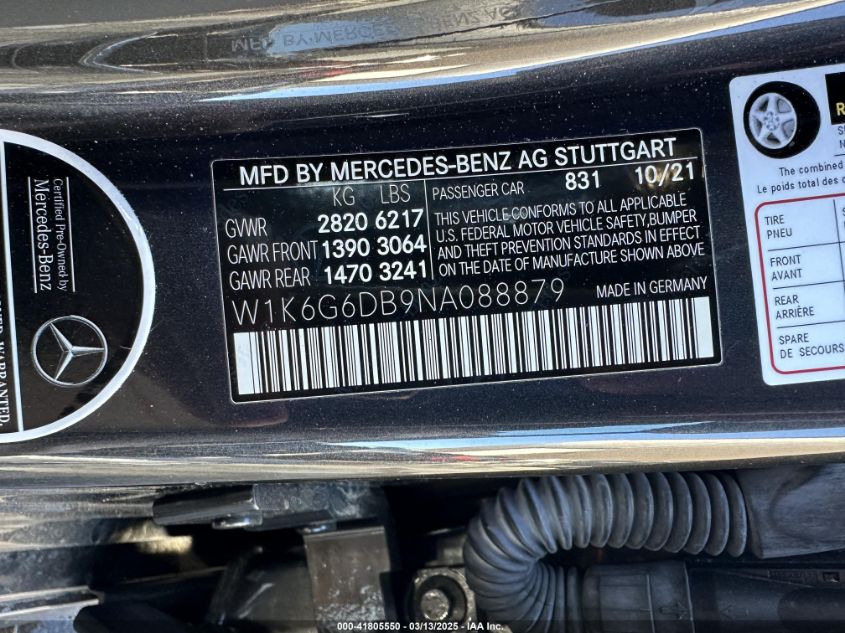 MFD BY MERCEDES-BENZ AG STUTTGART
KG LBS
GVWR 2820 6217
GAWR FRONT 1390 3064
GAWR REAR 1470 3241
PASSENGER CAR 831 10/21
THIS VEHICLE CONFORMS TO ALL APPLICABLE
U.S. FEDERAL MOTOR VEHICLE SAFETY,BUMPER
AND THEFT PREVENTION STANDARDS IN EFFECT
ON THE DATE OF MANUFACTURE SHOWN ABOVE
W1K6G6DB9NA088879
MADE IN GERMANY
Certified Pre-Owned by
Mercedes-Benz
WARRANTED.
The combined
Le poids total des
TIRE
PNEU
FRONT
AVANT
REAR
ARRIÈRE
SPARE
DE SECOURS
000-41805550 - 03/13/2025 - IAA Inc.